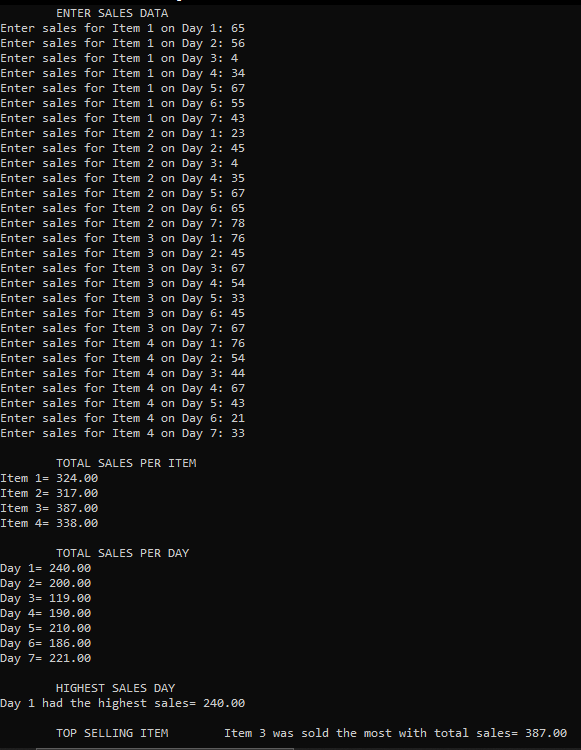 ENTER SALES DATA
Enter sales for Item 1 on Day 1: 65
Enter sales for Item 1 on Day 2: 56
Enter sales for Item 1 on Day 3: 4
Enter sales for Item 1 on Day 4: 34
Enter sales for Item 1 on Day 5: 67
Enter sales for Item 1 on Day 6: 55
Enter sales for Item 1 on Day 7: 43
Enter sales for Item 2 on Day 1: 23
Enter sales for Item 2 on Day 2: 45
Enter sales for Item 2 on Day 3: 4
Enter sales for Item 2 on Day 4: 35
Enter sales for Item 2 on Day 5: 67
Enter sales for Item 2 on Day 6: 65
Enter sales for Item 2 on Day 7: 78
Enter sales for Item 3 on Day 1: 76
Enter sales for Item 3 on Day 2: 45
Enter sales for Item 3 on Day 3: 67
Enter sales for Item 3 on Day 4: 54
Enter sales for Item 3 on Day 5: 33
Enter sales for Item 3 on Day 6: 45
Enter sales for Item 3 on Day 7: 67
Enter sales for Item 4 on Day 1: 76
Enter sales for Item 4 on Day 2: 54
Enter sales for Item 4 on Day 3: 44
Enter sales for Item 4 on Day 4: 67
Enter sales for Item 4 on Day 5: 43
Enter sales for Item 4 on Day 6: 21
Enter sales for Item 4 on Day 7: 33
TOTAL SALES PER ITEM
Item 1= 324.00
Item 2= 317.00
Item 3= 387.00
Item 4= 338.00
TOTAL SALES PER DAY
Day 1= 240.00
Day 2= 200.00
Day 3= 119.00
Day 4= 190.00
Day 5= 210.00
Day 6= 186.00
Day 7= 221.00
HIGHEST SALES DAY
Day 1 had the highest sales= 240.00
TOP SELLING ITEM Item 3 was sold the most with total sales= 387.00